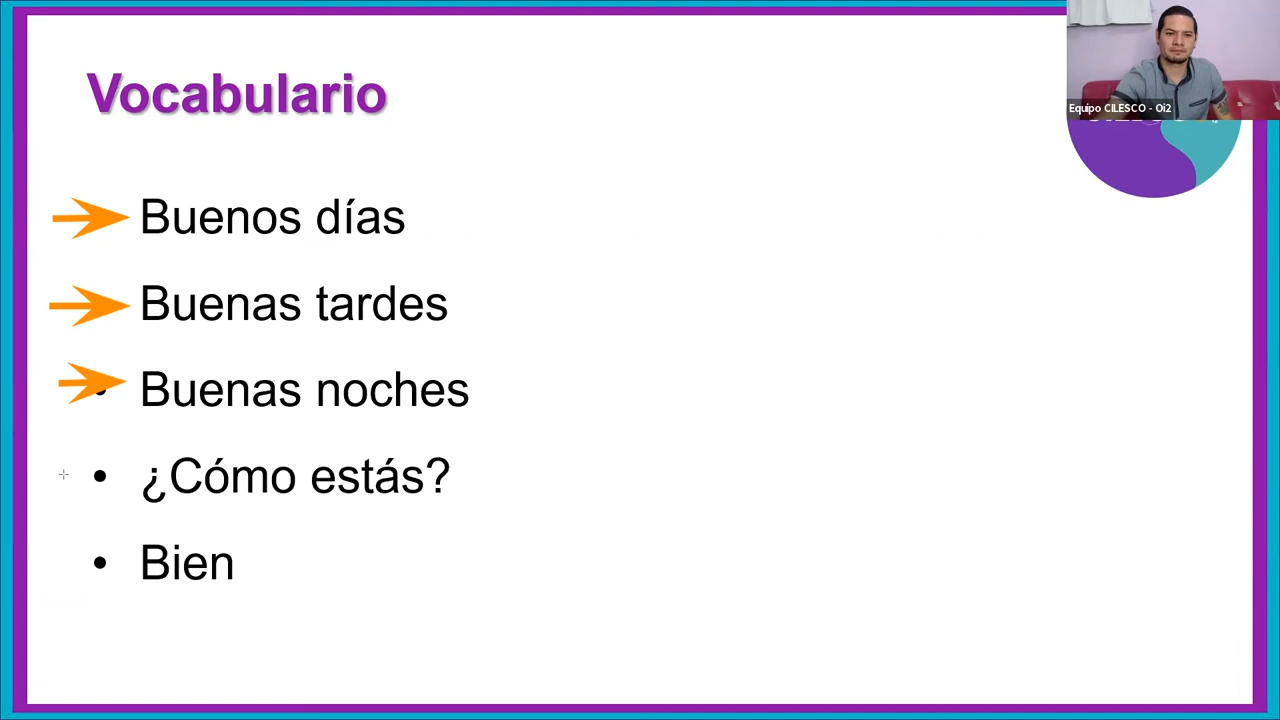 Vocabulario
Equipo CILESCO - Oi2
Buenos días
Buenas tardes
• Buenas noches
• ¿Cómo estás?
• Bien